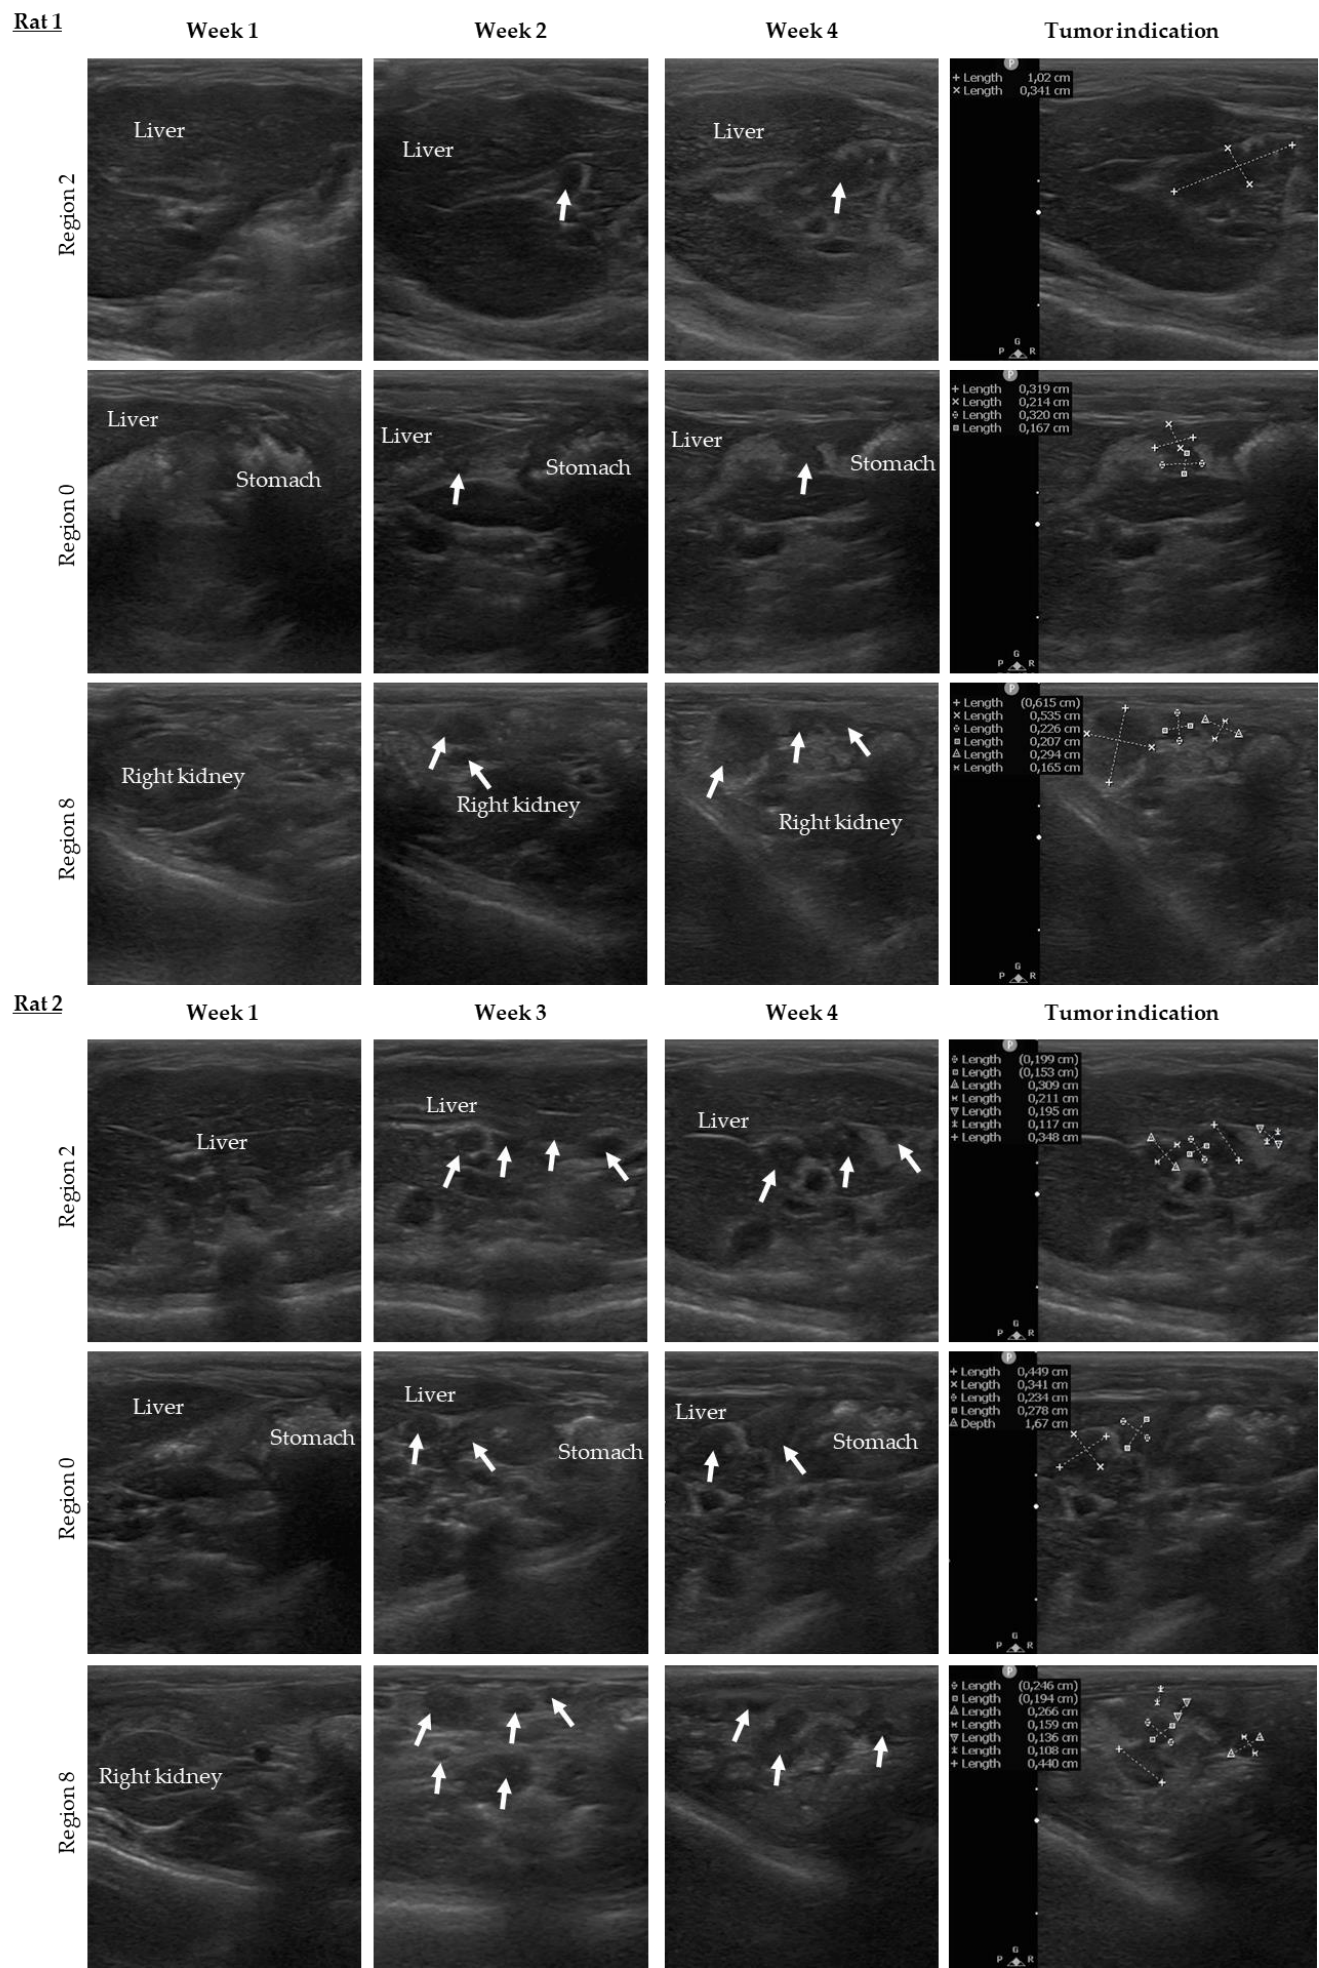 Rat 1
Week 1 Week 2 Week 4 Tumor indication
Region 2
Liver
Liver
Liver
P
+ Length 1,02 cm
× Length 0,341 cm
G
P R
Region 0
Liver
Stomach
Liver
Stomach
Liver
Stomach
P
+ Length 0,319 cm
× Length 0,214 cm
Length 0,320 cm
Length 0,167 cm
G
P R
Region 8
Right kidney
Right kidney
Right kidney
P
+ Length (0,615 cm)
× Length 0,535 cm
Length 0,226 cm
Length 0,207 cm
Length 0,294 cm
Length 0,165 cm
G
P R
Rat 2
Week 1 Week 3 Week 4 Tumor indication
Region 2
Liver
Liver
Liver
P
Length (0,199 cm)
Length (0,153 cm)
Length 0,309 cm
Length 0,211 cm
Length 0,195 cm
Length 0,117 cm
+ Length 0,348 cm
G
P R
Region 0
Liver
Stomach
Liver
Stomach
Liver
Stomach
P
+ Length 0,449 cm
× Length 0,341 cm
Length 0,234 cm
Length 0,278 cm
Depth 1,67 cm
G
P R
Region 8
Right kidney
P
Length (0,246 cm)
Length (0,194 cm)
Length 0,266 cm
Length 0,159 cm
Length 0,136 cm
Length 0,108 cm
+ Length 0,440 cm
G
P R